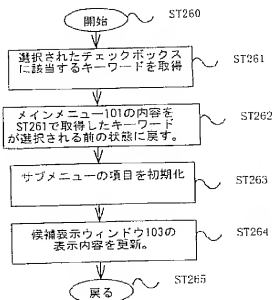 開始
ST260
選択されたチェックボックス
に該当するキーワードを取得
ST261
メインメニュー101の内容を
ST261で取得したキーワード
が選択される前の状態に戻す。
ST262
サブメニューの項目を初期化
ST263
候補表示ウィンドウ103の
表示内容を更新。
ST264
戻る
ST265